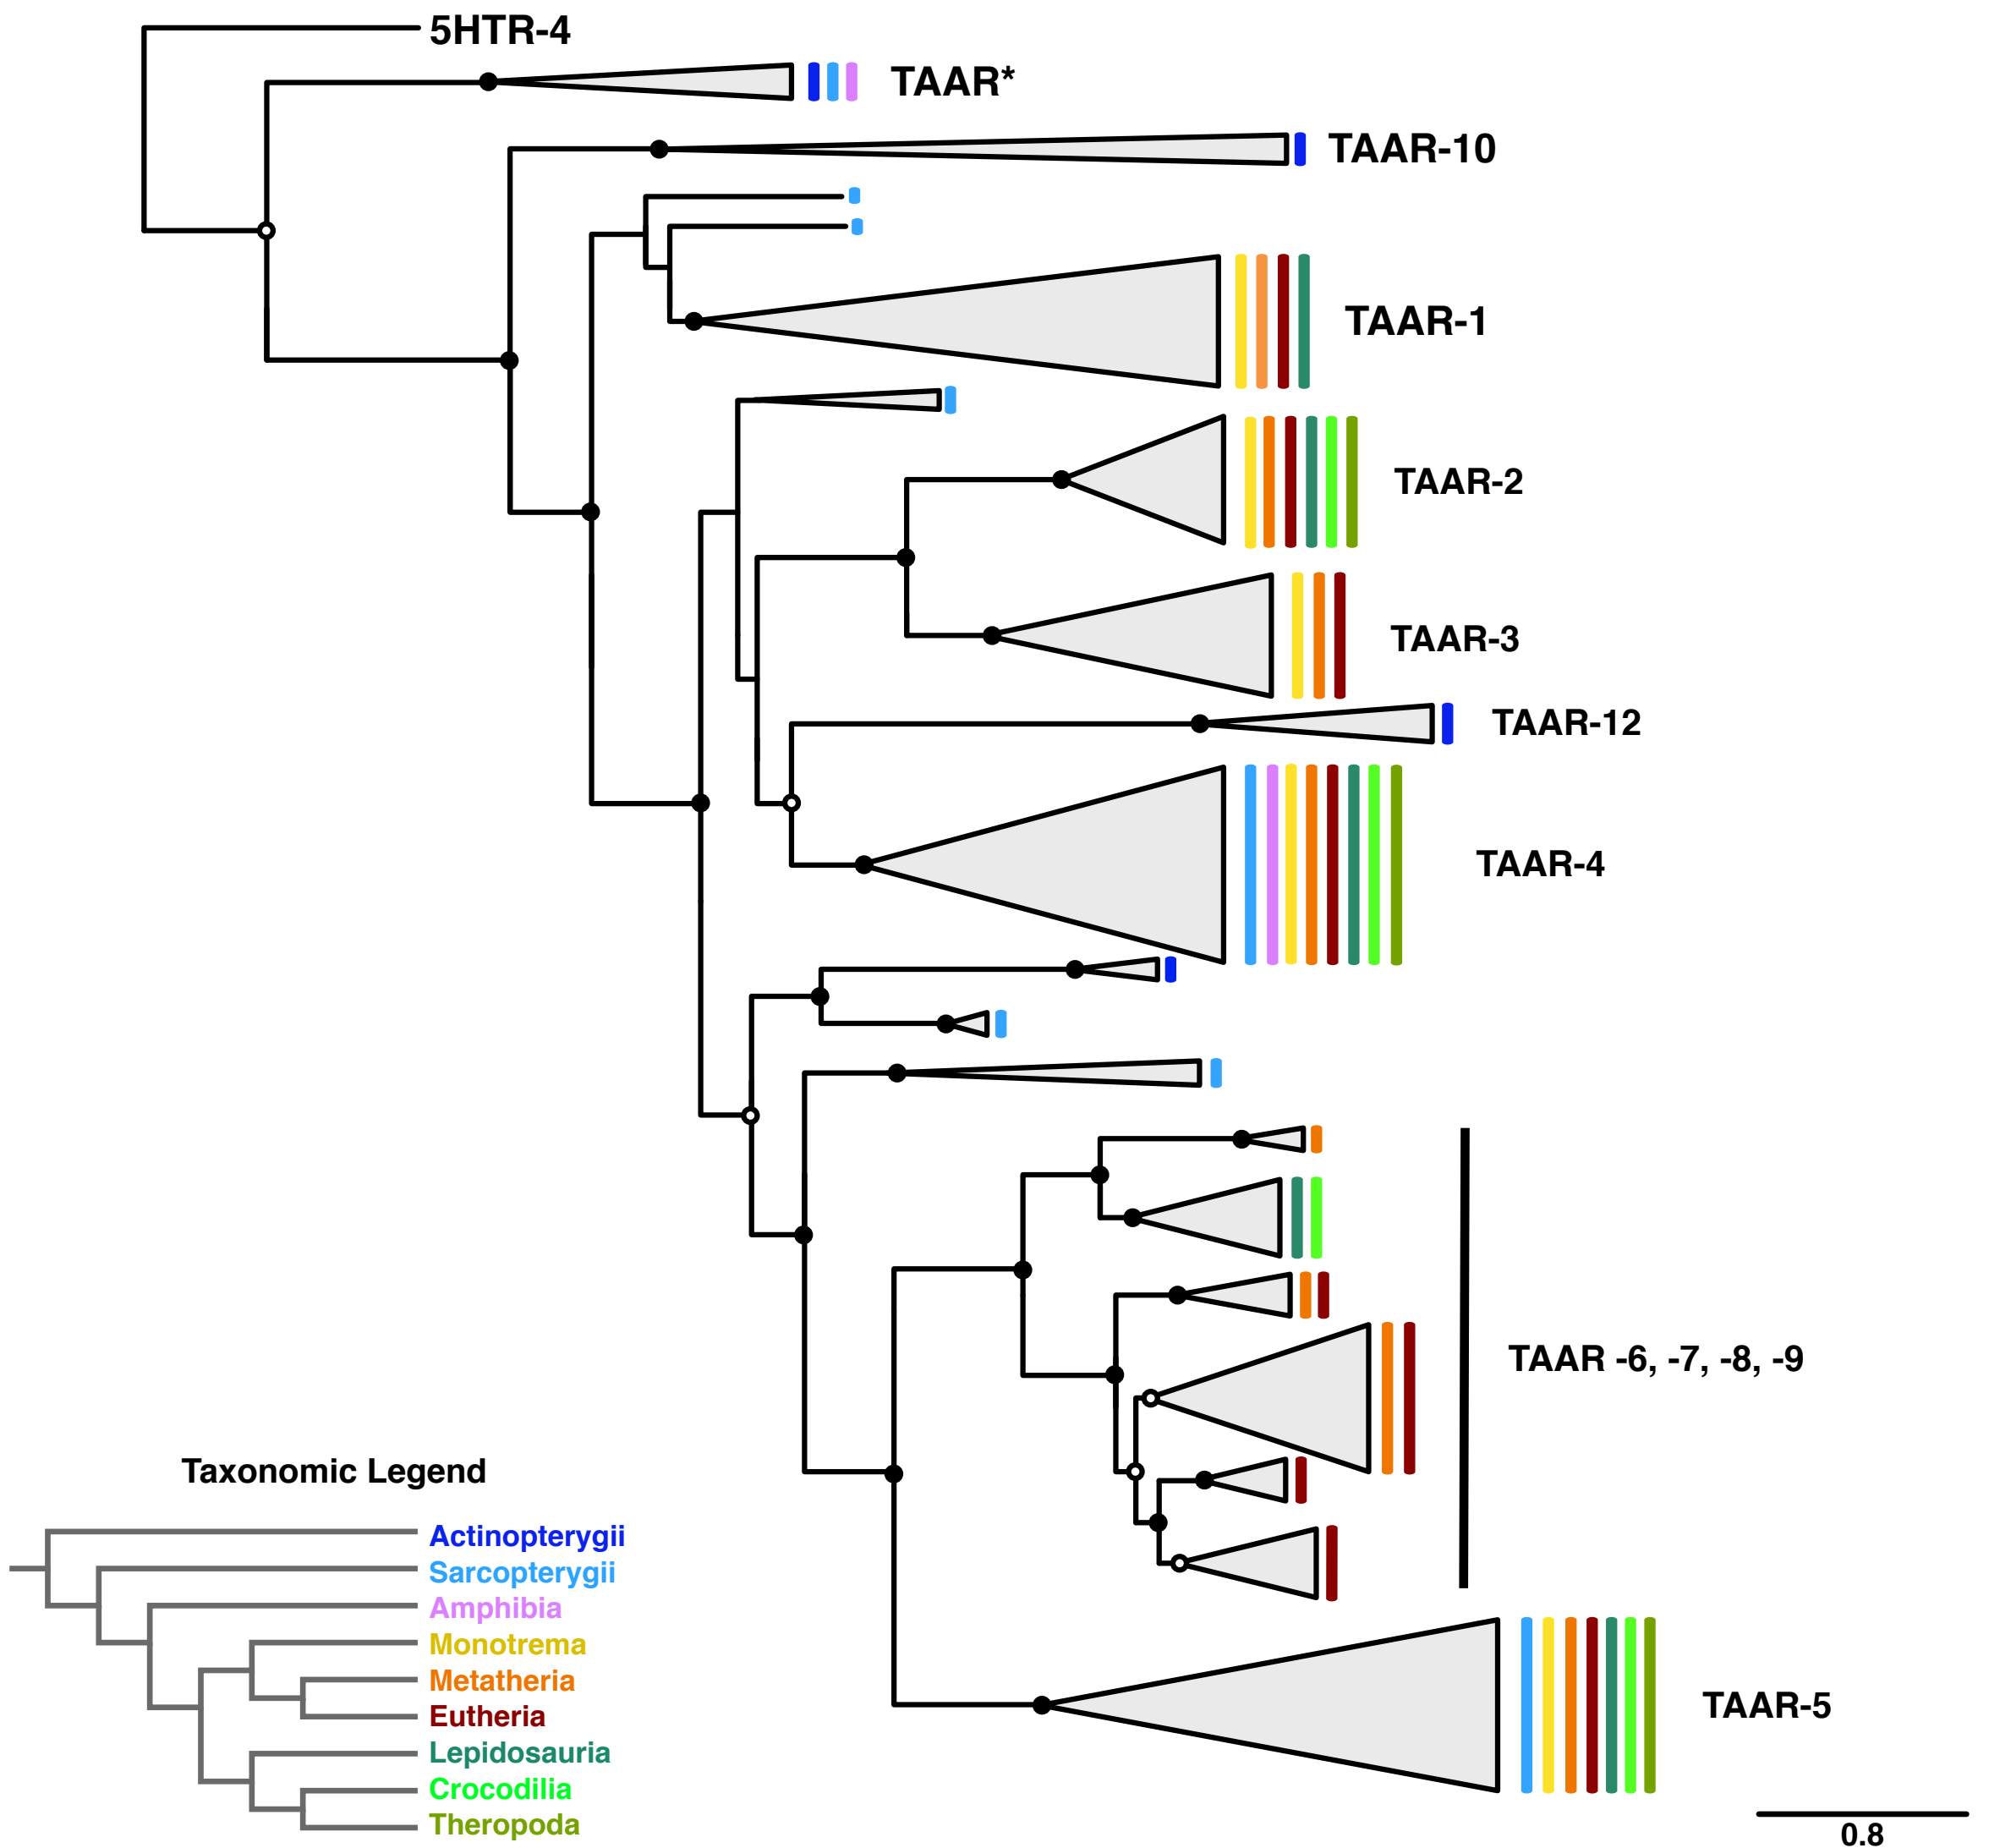 5HTR-4
TAAR*
TAAR-10
TAAR-1
TAAR-2
TAAR-3
TAAR-12
TAAR-4
TAAR -6, -7, -8, -9
TAAR-5
Taxonomic Legend
Actinopterygii
Sarcopterygii
Amphibia
Monotrema
Metatheria
Eutheria
Lepidosauria
Crocodilia
Theropoda
0.8